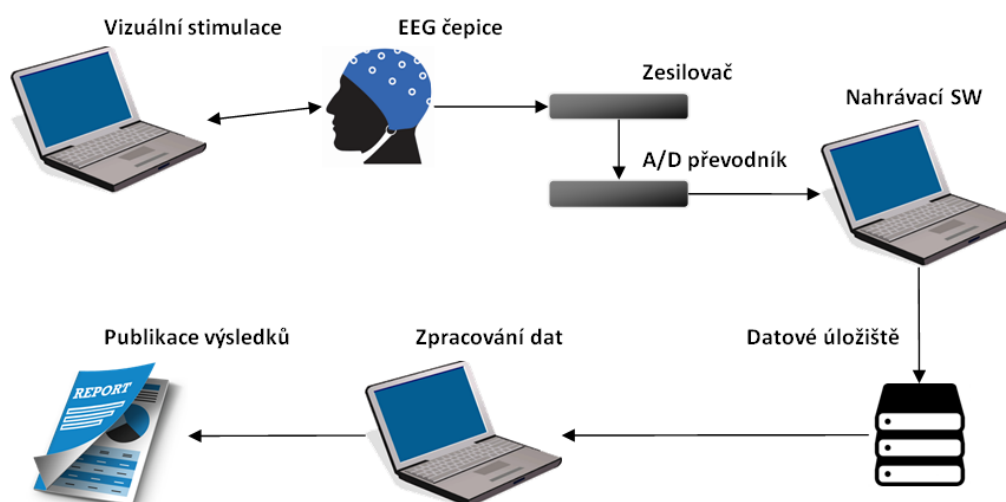 Vizuální stimulace
EEG čepice
Zesilovač
Nahrávací SW
A/D převodník
Publikace výsledků
Zpracování dat
Datové úložiště
REPORT